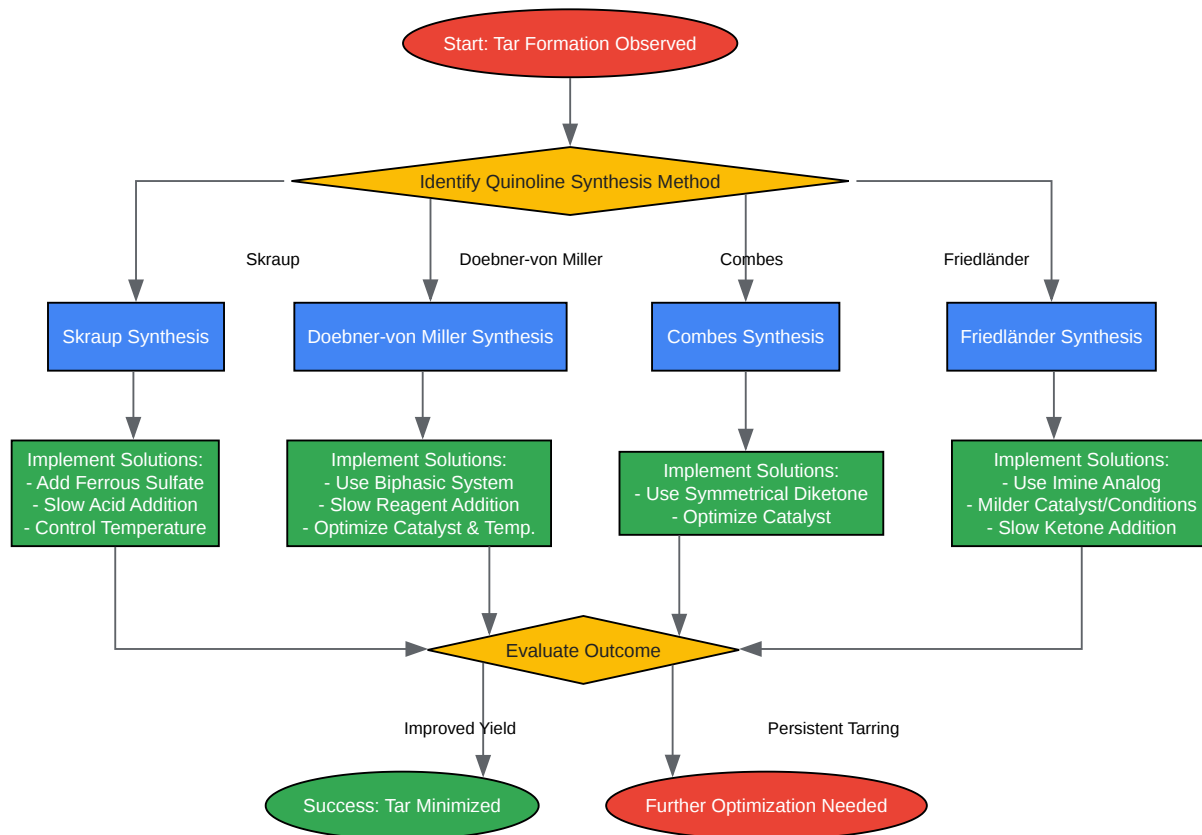 Start: Tar Formation Observed
Identify Quinoline Synthesis Method
Skraup
Doebner-von Miller
Combes
Friedländer
Skraup Synthesis
Doebner-von Miller Synthesis
Combes Synthesis
Friedländer Synthesis
Implement Solutions:
- Add Ferrous Sulfate
- Slow Acid Addition
- Control Temperature
Implement Solutions:
- Use Biphasic System
- Slow Reagent Addition
- Optimize Catalyst & Temp.
Implement Solutions:
- Use Symmetrical Diketone
- Optimize Catalyst
Implement Solutions:
- Use Imine Analog
- Milder Catalyst/Conditions
- Slow Ketone Addition
Evaluate Outcome
Improved Yield
Persistent Tarring
Success: Tar Minimized
Further Optimization Needed